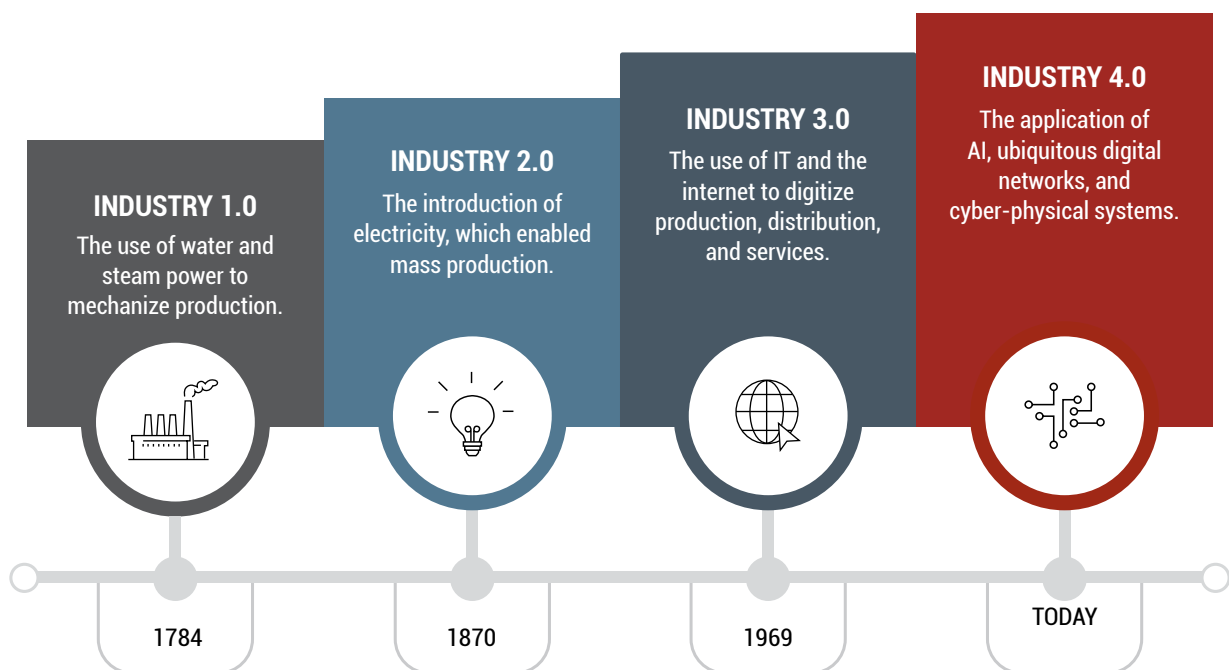 INDUSTRY 1.0
The use of water and
steam power to
mechanize production.
INDUSTRY 2.0
The introduction of
electricity, which enabled
mass production.
INDUSTRY 3.0
The use of IT and the
internet to digitize
production, distribution,
and services.
INDUSTRY 4.0
The application of
AI, ubiquitous digital
networks, and
cyber-physical systems.
1784
1870
1969
TODAY